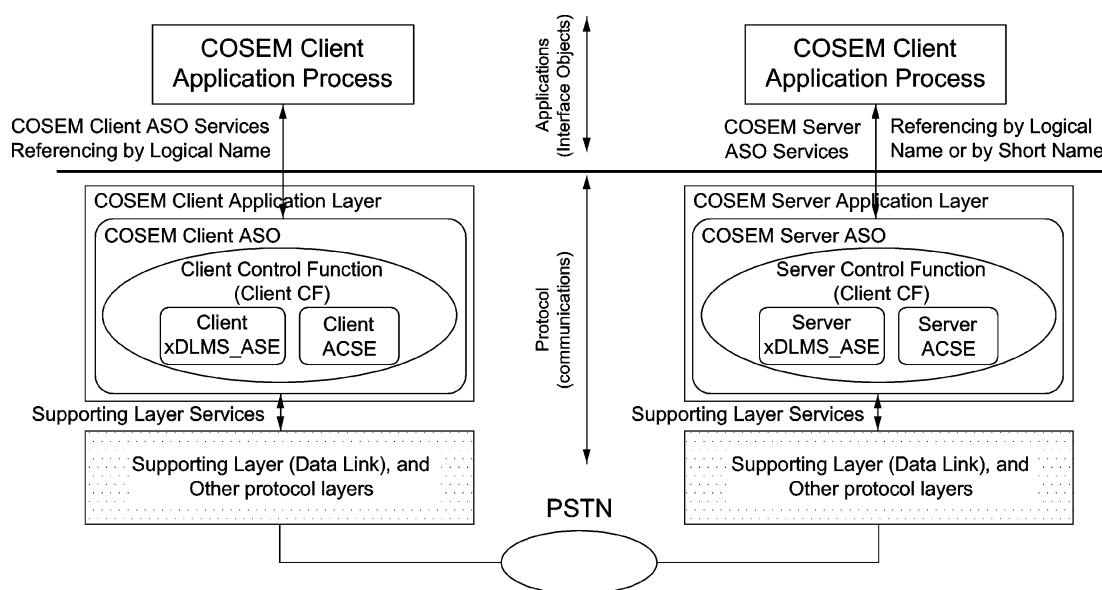 COSEM Client
Application Process
COSEM Client ASO Services
Referencing by Logical Name
COSEM Client Application Layer
COSEM Client ASO
Client Control Function
(Client CF)
Client
xDLMS_ASE
Client
ACSE
Supporting Layer Services
Supporting Layer (Data Link), and
Other protocol layers
Applications
(Interface Objects)
Protocol
(communications)
PSTN
COSEM Client
Application Process
COSEM Server
ASO Services
Referencing by Logical
Name or by Short Name
COSEM Server Application Layer
COSEM Server ASO
Server Control Function
(Client CF)
Server
xDLMS_ASE
Server
ACSE
Supporting Layer Services
Supporting Layer (Data Link), and
Other protocol layers